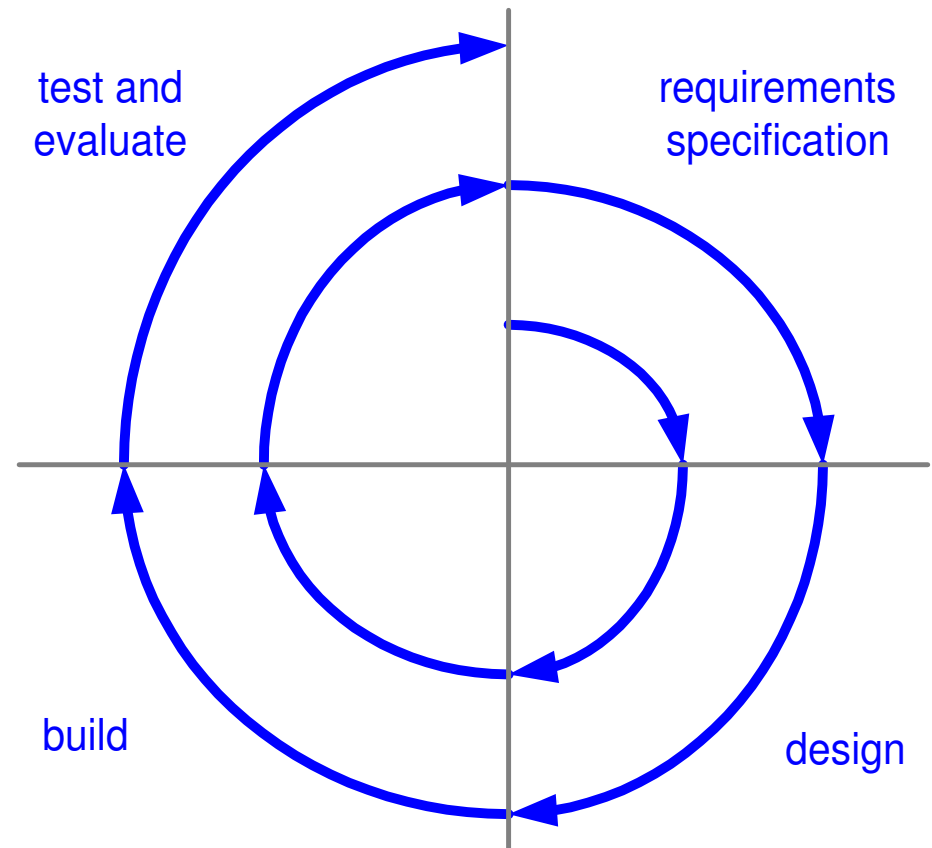 test and
evaluate
requirements
specification
build
design